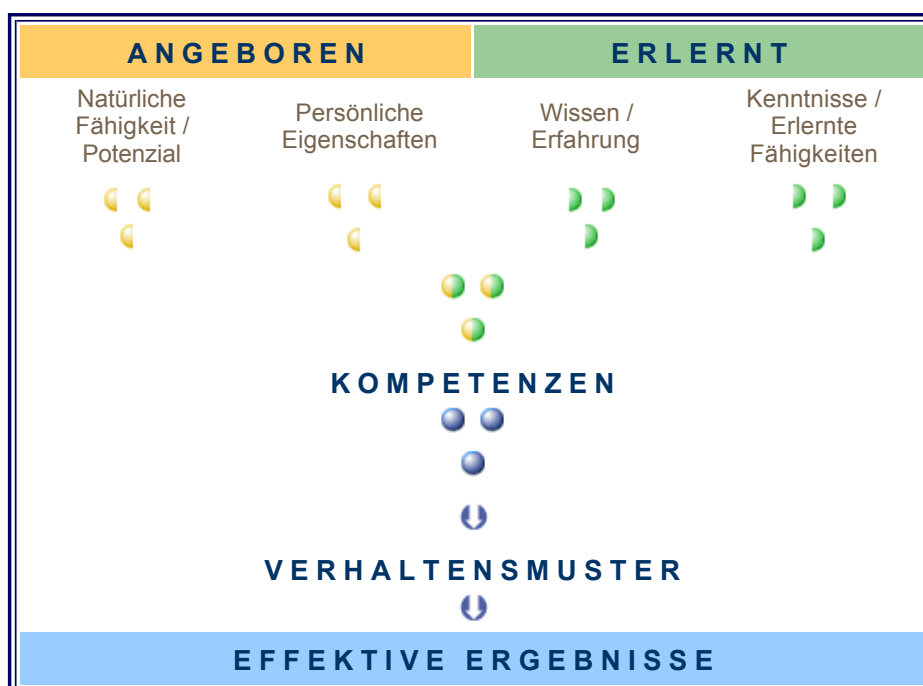 ANGEBOREN
ERLERNT
Natürliche
Fähigkeit /
Potenzial
Persönliche
Eigenschaften
Wissen /
Erfahrung
Kenntnisse /
Erlernte
Fähigkeiten
KOMPETENZEN
VERHALTENSMUSTER
EFFEKTIVE ERGEBNISSE